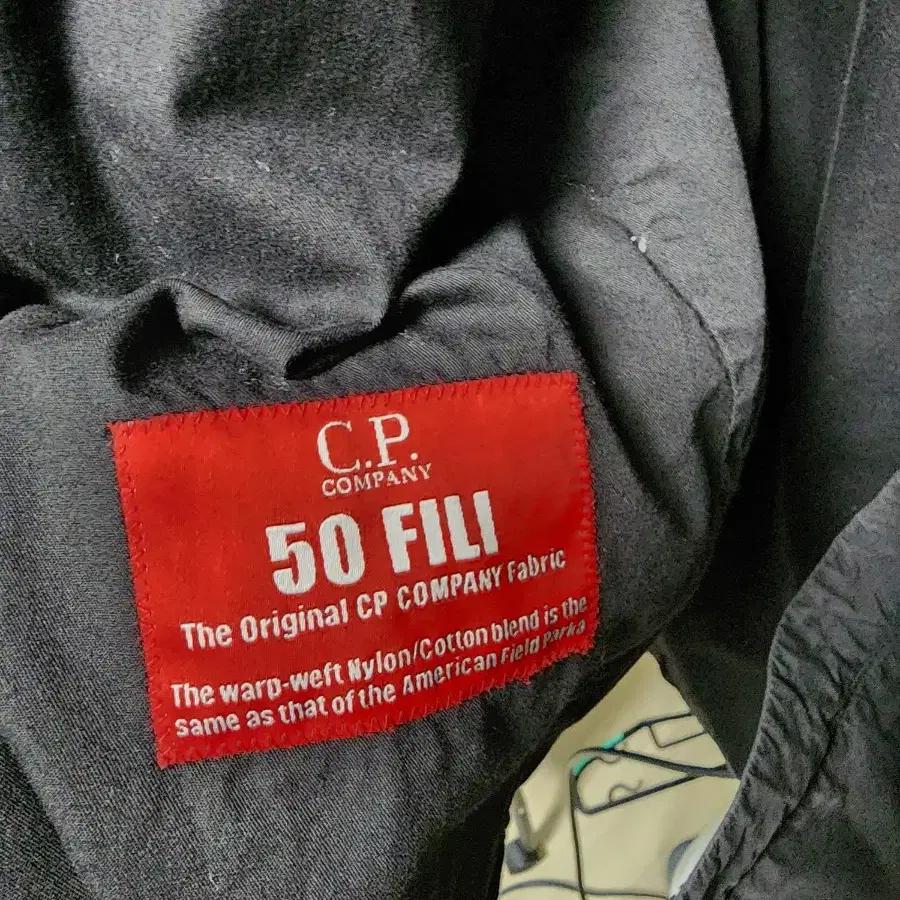 C.P.
COMPANY
50 FILI
The Original CP COMPANY Fabric
The warp-weft Nylon/Cotton blend is the
same as that of the American Field Parka